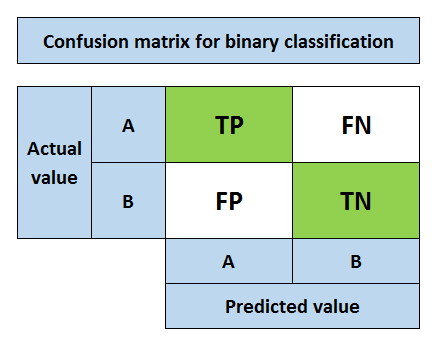 Confusion matrix for binary classification
Actual
value
A
TP
FN
B
FP
TN
A
B
Predicted value